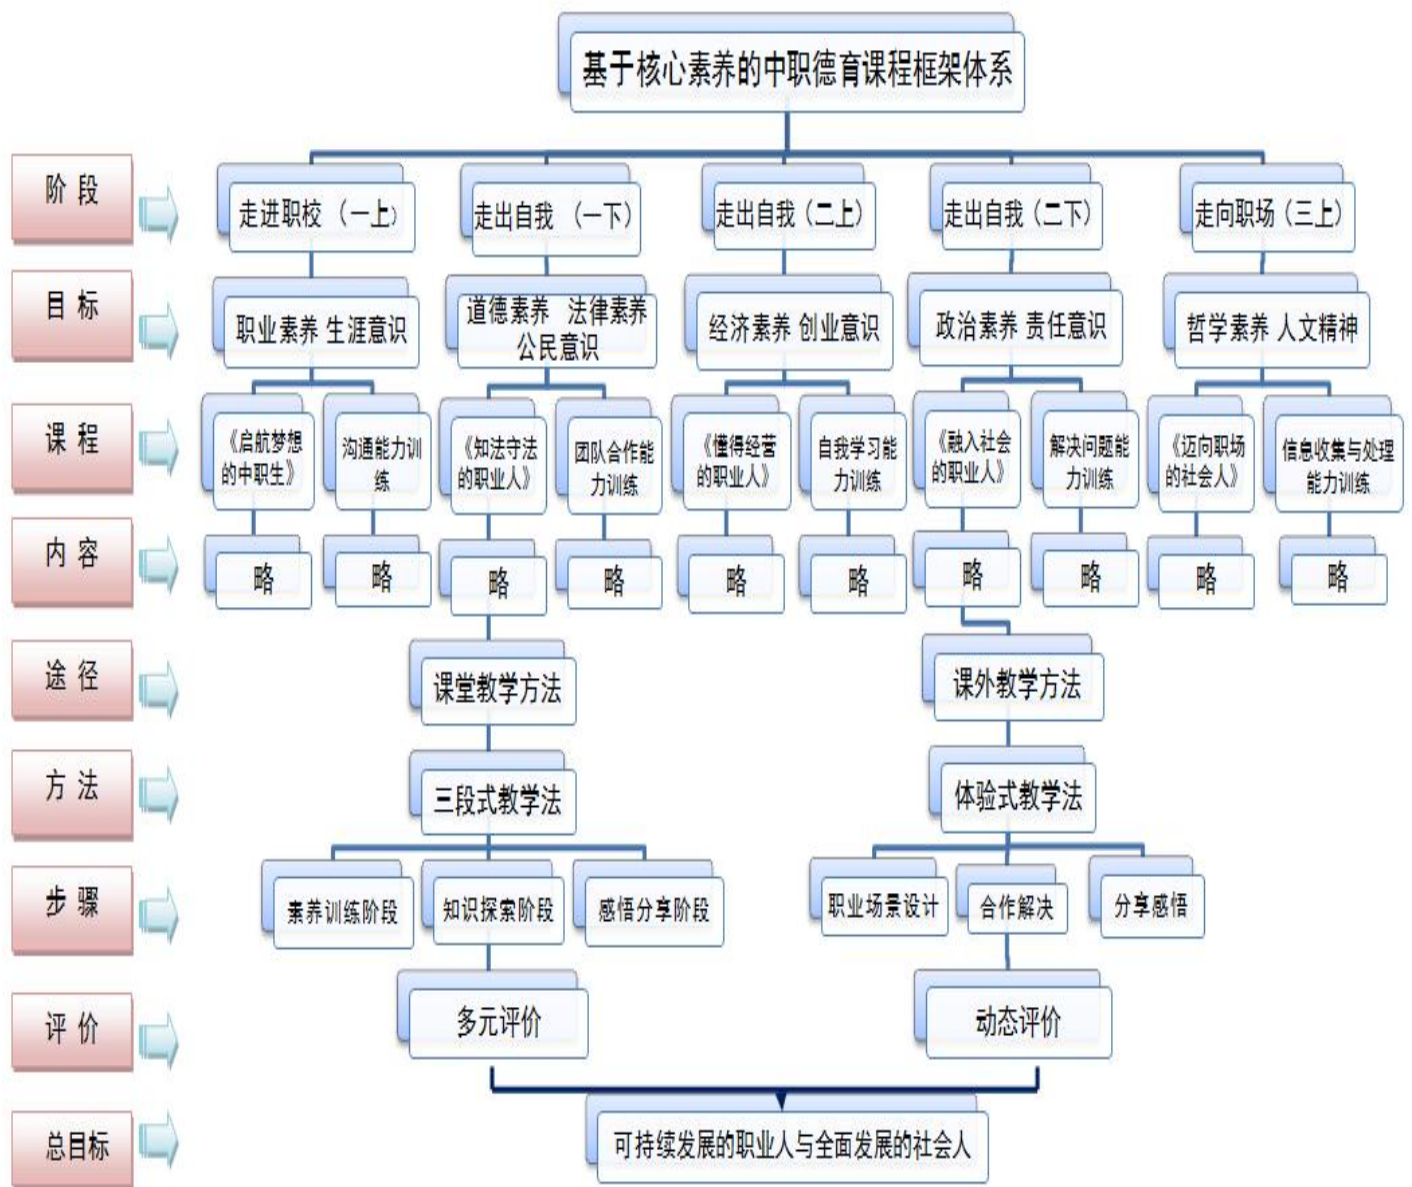 基于核心素养的中职德育课程框架体系
阶 段
走进职校 （一上）
走出自我 （一下）
走出自我（二上）
走出自我（二下）
走向职场（三上）
目 标
职业素养 生涯意识
道德素养 法律素养
公民意识
经济素养 创业意识
政治素养 责任意识
哲学素养 人文精神
课 程
《启航梦想
的中职生》
沟通能力训
练
《知法守法
的职业人》
团队合作能
力训练
《懂得经营
的职业人》
自我学习能
力训练
《融入社会
的职业人》
解决问题能
力训练
《迈向职场
的社会人》
信息收集与处理
能力训练
内 容
略
略
略
略
略
略
略
略
略
略
途 径
课堂教学方法
课外教学方法
方 法
三段式教学法
体验式教学法
步 骤
素养训练阶段
知识探索阶段
感悟分享阶段
职业场景设计
合作解决
分享感悟
评 价
多元评价
动态评价
总目标
可持续发展的职业人与全面发展的社会人